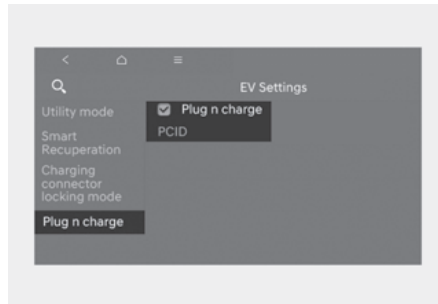 EV Settings
Utility mode
Smart
Recuperation
Charging
connector
locking mode
Plug n charge
Plug n charge
PCID